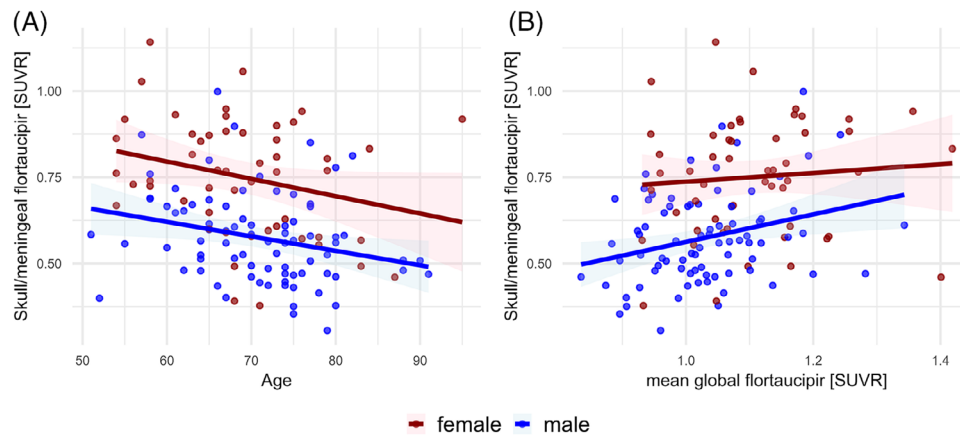 (A)
Skull/meningeal flortaucipir [SUVR]
1.00
0.75
0.50
50 60 70 80 90
Age
(B)
Skull/meningeal flortaucipir [SUVR]
1.00
0.75
0.50
1.0 1.2 1.4
mean global flortaucipir [SUVR]
female male